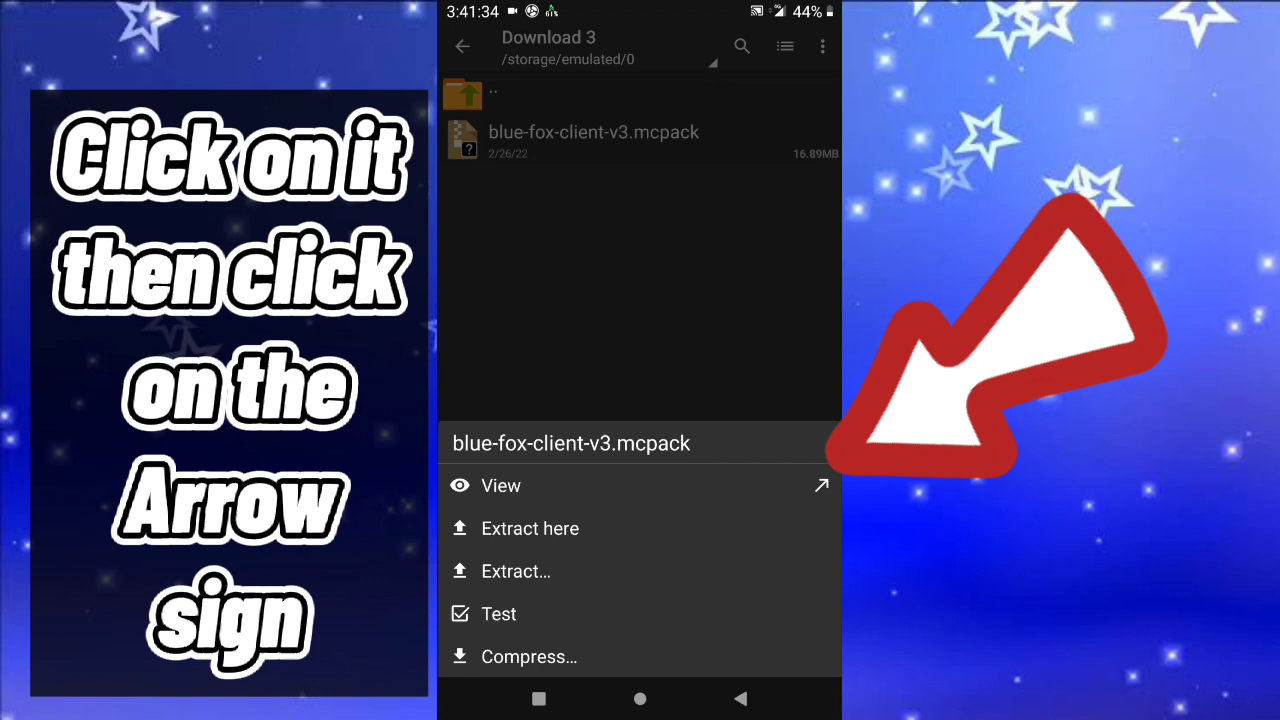 Click on it
then click
on the
Arrow
sign
3:41:34 61% 4G 44%
Download 3
/storage/emulated/0
..
blue-fox-client-v3.mcpack
2/26/22 16.89MB
blue-fox-client-v3.mcpack
View
Extract here
Extract...
Test
Compress...